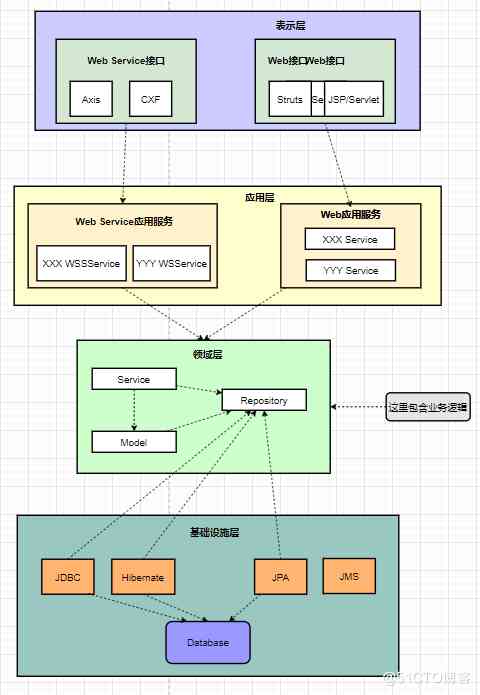 表示层
Web Service接口
Axis
CXF
Web接口
Web接口
Struts
Se
JSP/Servlet
应用层
Web Service应用服务
XXX WSSService
YYY WSService
Web应用服务
XXX Service
YYY Service
领域层
Service
Repository
Model
这里包含业务逻辑
基础设施层
JDBC
Hibernate
JPA
JMS
Database
@51CTO博客